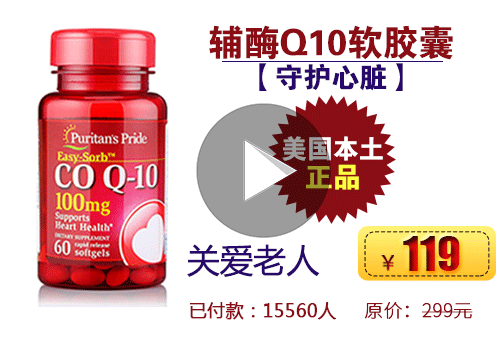 辅酶Q10软胶囊
【守护心脏】
Puritan's Pride
Easy-Sorb™
CO Q-10
100mg
Supports
Heart Health*
DIETARY SUPPLEMENT
60 rapid release
softgels
美国本土
正品
关爱老人
¥ 119
已付款：15560人 原价：299元